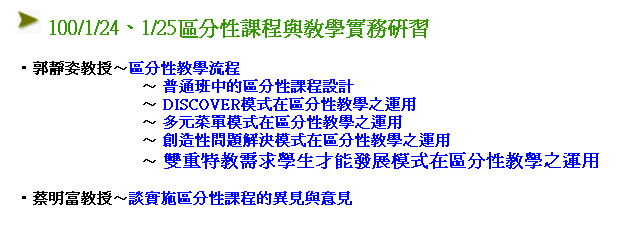 100/1/24、1/25區分性課程與教學實務研習
・郭靜姿教授～區分性教學流程
～ 普通班中的區分性課程設計
～ DISCOVER模式在區分性教學之運用
～ 多元菜單模式在區分性教學之運用
～ 創造性問題解決模式在區分性教學之運用
～ 雙重特教需求學生才能發展模式在區分性教學之運用
・蔡明富教授～談實施區分性課程的異見與意見